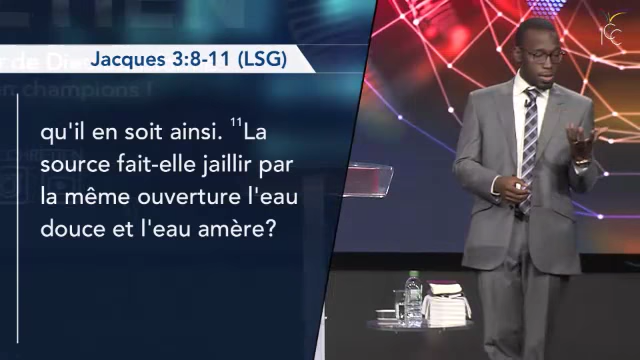 Jacques 3:8-11 (LSG)
qu'il en soit ainsi. ¹¹La
source fait-elle jaillir par
la même ouverture l'eau
douce et l'eau amère?
ICC